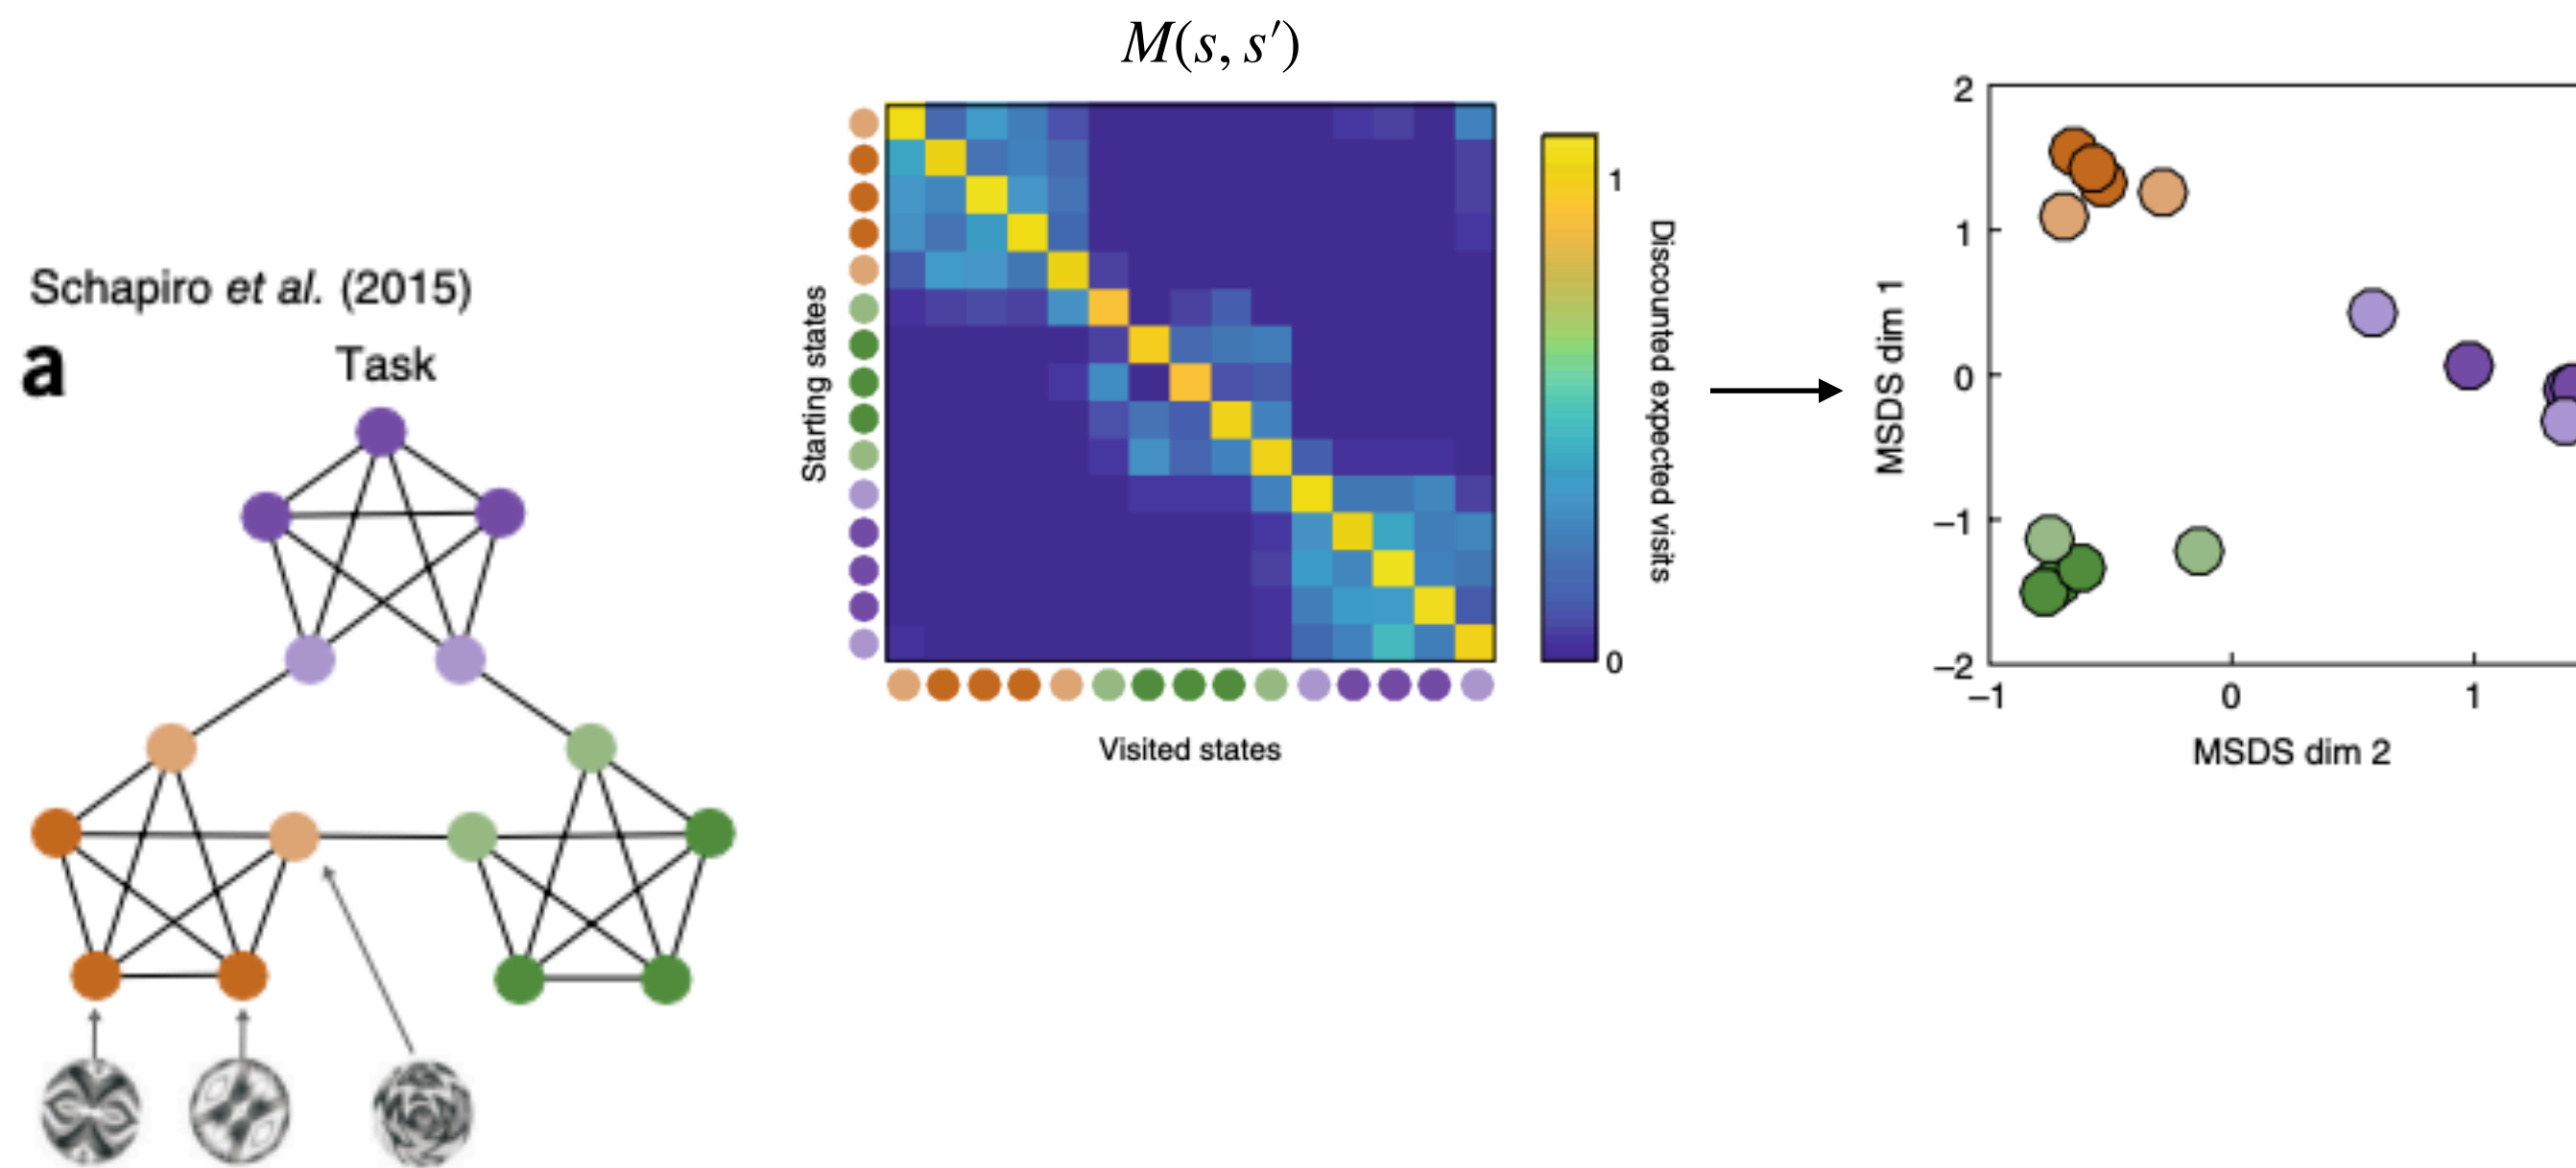 M(s, s′)
Schapiro et al. (2015)
a
Task
Starting states
Visited states
1
0
Discounted expected visits
MSDS dim 1
2
1
0
−1
−2
−1
0
1
MSDS dim 2